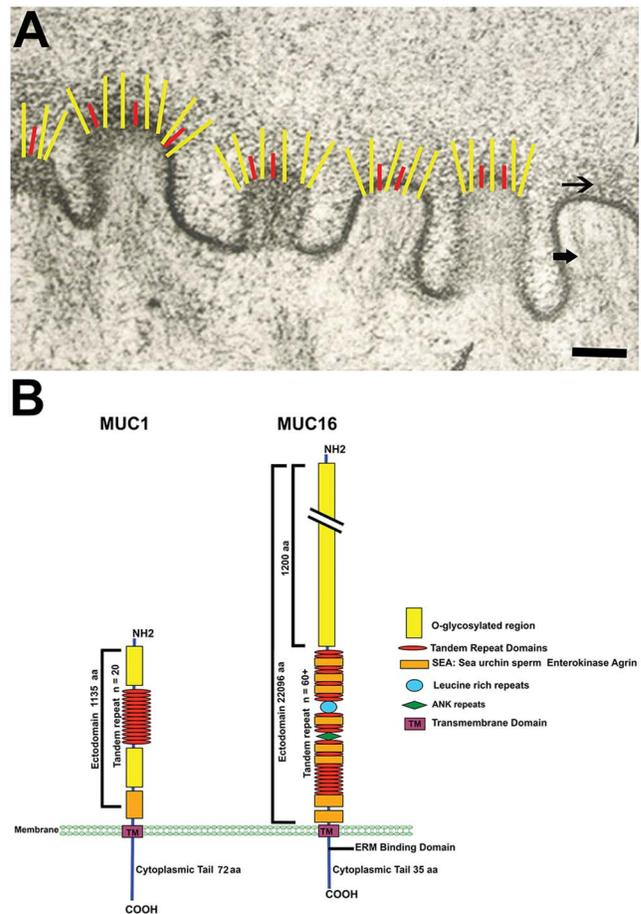 A
B
MUC1
MUC16
NH2
1200 aa
Ectodomain 22096 aa
Tandem repeat n = 60+
NH2
Ectodomain 1135 aa
Tandem repeat n = 20
O-glycosylated region
Tandem Repeat Domains
SEA: Sea urchin sperm Enterokinase Agrin
Leucine rich repeats
ANK repeats
TM Transmembrane Domain
Membrane
TM
TM
ERM Binding Domain
Cytoplasmic Tail 72aa
Cytoplasmic Tail 35 aa
COOH
COOH